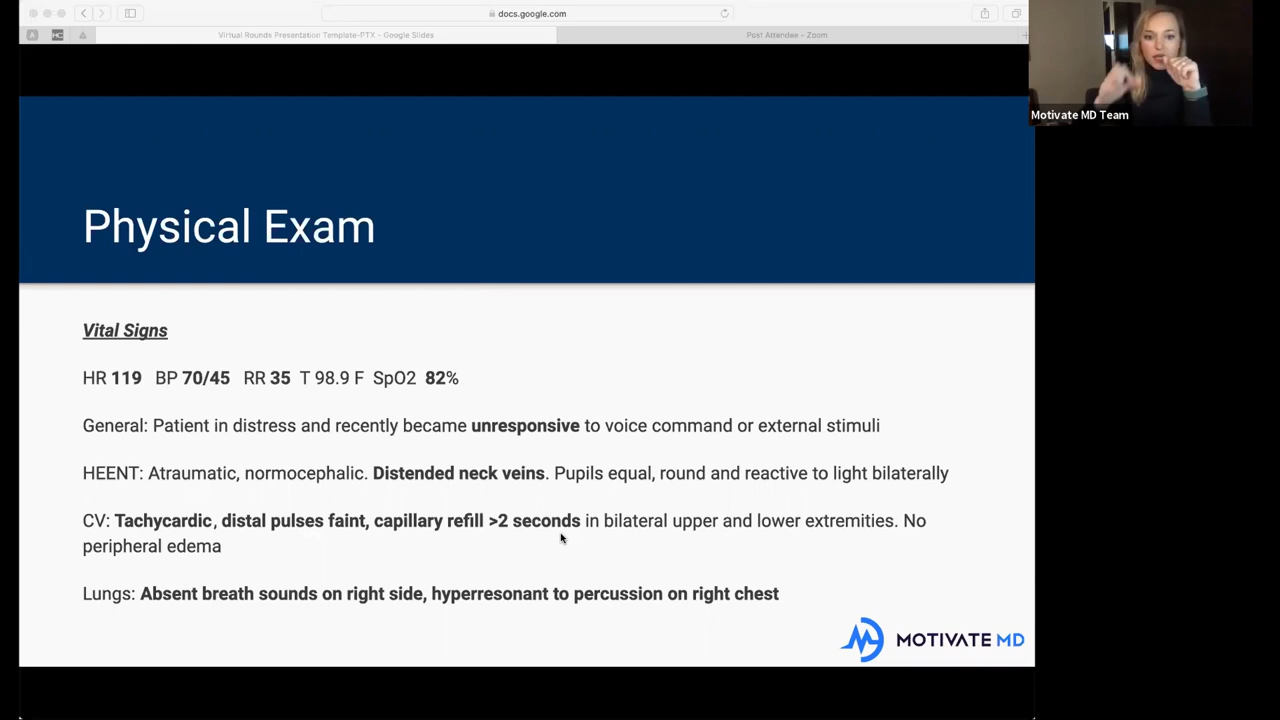 docs.google.com
Virtual Rounds Presentation Template-PTX - Google Slides
Post Attendee - Zoom
Motivate MD Team
Physical Exam
Vital Signs
HR 119 BP 70/45 RR 35 T 98.9 F SpO2 82%
General: Patient in distress and recently became unresponsive to voice command or external stimuli
HEENT: Atraumatic, normocephalic. Distended neck veins. Pupils equal, round and reactive to light bilaterally
CV: Tachycardic, distal pulses faint, capillary refill >2 seconds in bilateral upper and lower extremities. No
peripheral edema
Lungs: Absent breath sounds on right side, hyperresonant to percussion on right chest
MOTIVATE MD